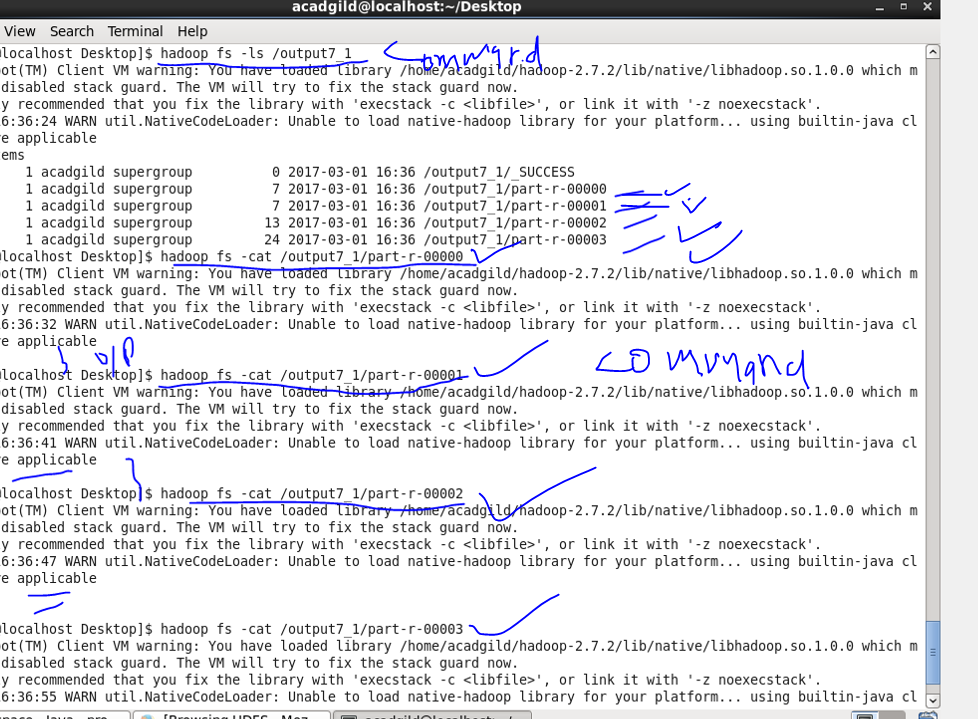 acadgild@localhost:~/Desktop
View Search Terminal Help
localhost Desktop]$ hadoop fs -ls /output7_1 command
ot(TM) Client VM warning: You have loaded library /home/acadgild/hadoop-2.7.2/lib/native/libhadoop.so.1.0.0 which m
disabled stack guard. The VM will try to fix the stack guard now.
y recommended that you fix the library with 'execstack -c <libfile>', or link it with '-z noexecstack'.
6:36:24 WARN util.NativeCodeLoader: Unable to load native-hadoop library for your platform... using builtin-java cl
e applicable
ems
1 acadgild supergroup 0 2017-03-01 16:36 /output7_1/_SUCCESS
1 acadgild supergroup 7 2017-03-01 16:36 /output7_1/part-r-00000
1 acadgild supergroup 7 2017-03-01 16:36 /output7_1/part-r-00001
1 acadgild supergroup 13 2017-03-01 16:36 /output7_1/part-r-00002
1 acadgild supergroup 24 2017-03-01 16:36 /output7_1/part-r-00003
localhost Desktop]$ hadoop fs -cat /output7_1/part-r-00000
ot(TM) Client VM warning: You have loaded library /home/acadgild/hadoop-2.7.2/lib/native/libhadoop.so.1.0.0 which m
disabled stack guard. The VM will try to fix the stack guard now.
y recommended that you fix the library with 'execstack -c <libfile>', or link it with '-z noexecstack'.
6:36:32 WARN util.NativeCodeLoader: Unable to load native-hadoop library for your platform... using builtin-java cl
e applicable
o/p command
localhost Desktop]$ hadoop fs -cat /output7_1/part-r-00001
ot(TM) Client VM warning: You have loaded library /home/acadgild/hadoop-2.7.2/lib/native/libhadoop.so.1.0.0 which m
disabled stack guard. The VM will try to fix the stack guard now.
y recommended that you fix the library with 'execstack -c <libfile>', or link it with '-z noexecstack'.
6:36:41 WARN util.NativeCodeLoader: Unable to load native-hadoop library for your platform... using builtin-java cl
e applicable
localhost Desktop]$ hadoop fs -cat /output7_1/part-r-00002
ot(TM) Client VM warning: You have loaded library /home/acadgild/hadoop-2.7.2/lib/native/libhadoop.so.1.0.0 which m
disabled stack guard. The VM will try to fix the stack guard now.
y recommended that you fix the library with 'execstack -c <libfile>', or link it with '-z noexecstack'.
6:36:47 WARN util.NativeCodeLoader: Unable to load native-hadoop library for your platform... using builtin-java cl
e applicable
localhost Desktop]$ hadoop fs -cat /output7_1/part-r-00003
ot(TM) Client VM warning: You have loaded library /home/acadgild/hadoop-2.7.2/lib/native/libhadoop.so.1.0.0 which m
disabled stack guard. The VM will try to fix the stack guard now.
y recommended that you fix the library with 'execstack -c <libfile>', or link it with '-z noexecstack'.
6:36:55 WARN util.NativeCodeLoader: Unable to load native-hadoop library for your platform... using builtin-java cl